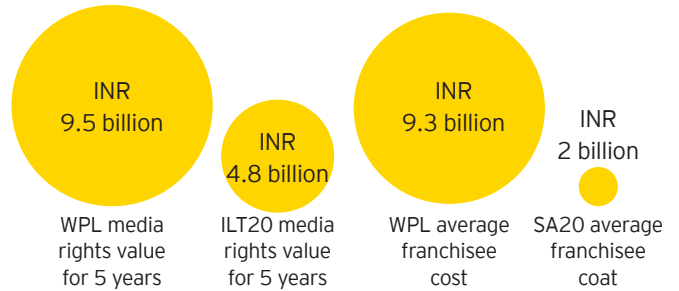 INR
9.5 billion
WPL media
rights value
for 5 years
INR
4.8 billion
ILT20 media
rights value
for 5 years
INR
9.3 billion
WPL average
franchisee
cost
INR
2 billion
SA20 average
franchisee
coat